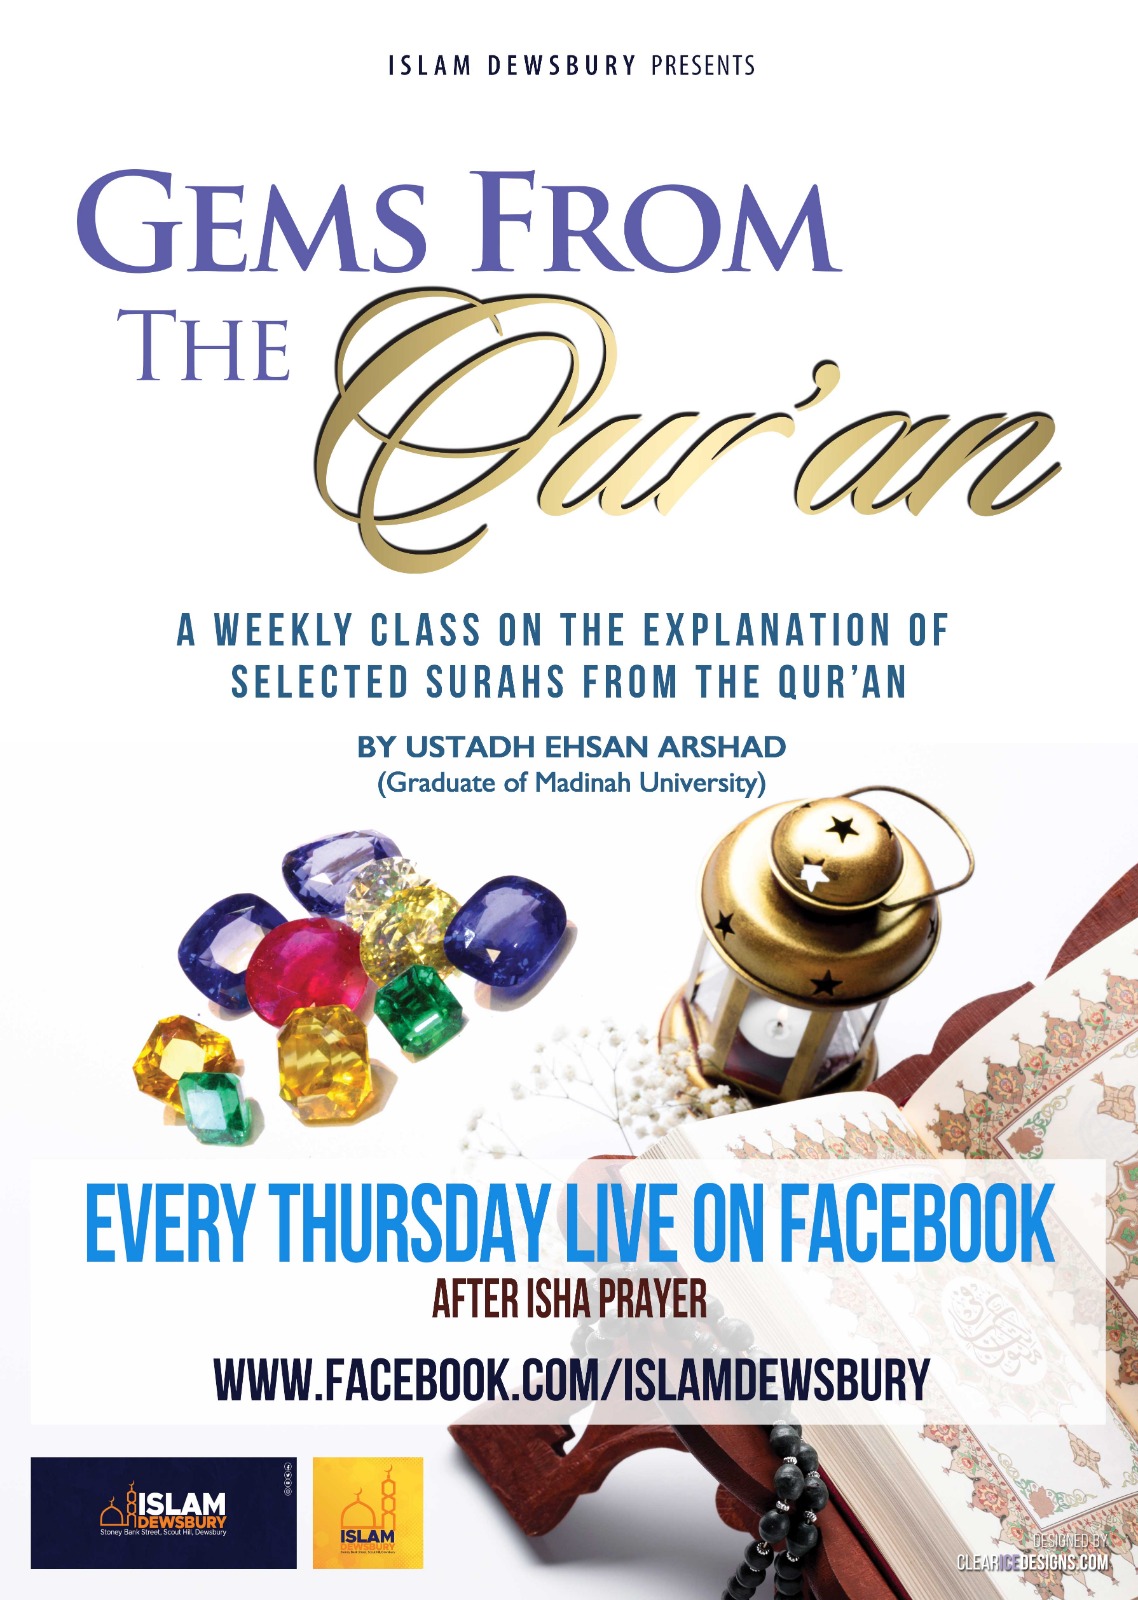 ISLAM DEWSBURY PRESENTS
GEMS FROM
THE Qur'an
A WEEKLY CLASS ON THE EXPLANATION OF
SELECTED SURAHS FROM THE QUR'AN
BY USTADH EHSAN ARSHAD
(Graduate of Madinah University)
EVERY THURSDAY LIVE ON FACEBOOK
AFTER ISHA PRAYER
WWW.FACEBOOK.COM/ISLAMDEWSBURY
ISLAM
DEWSBURY
Stoney Bank Street, Scout Hill, Dewsbury
ISLAM
DEWSBURY
DESIGNED BY
CLEARICEDESIGNS.COM